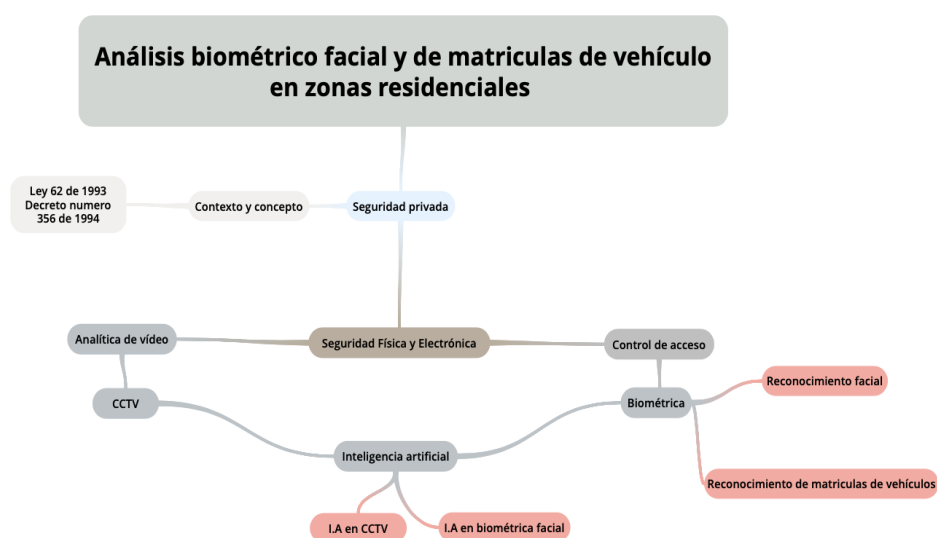 Análisis biométrico facial y de matriculas de vehículo
en zonas residenciales
Ley 62 de 1993
Decreto numero
356 de 1994
Contexto y concepto
Seguridad privada
Analítica de vídeo
Seguridad Física y Electrónica
Control de acceso
Reconocimiento facial
CCTV
Biométrica
Inteligencia artificial
Reconocimiento de matriculas de vehículos
I.A en CCTV
I.A en biométrica facial